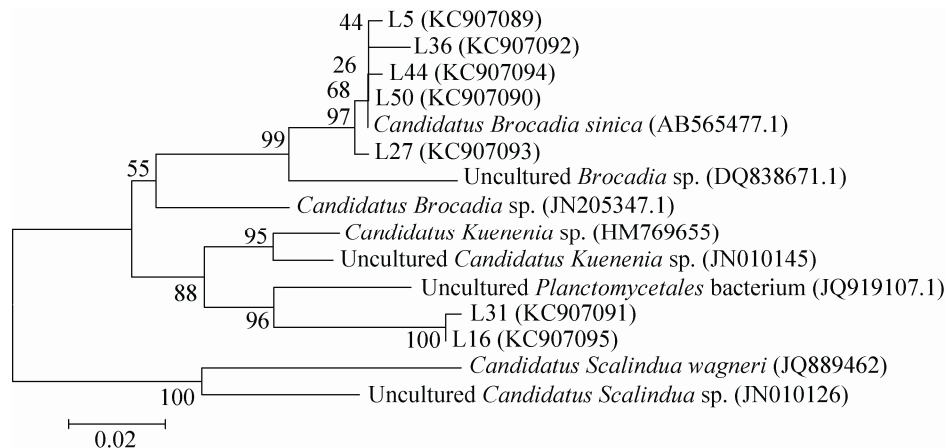 44
L5 (KC907089)
L36 (KC907092)
26
L44 (KC907094)
68
L50 (KC907090)
97
Candidatus Brocadia sinica (AB565477.1)
99
L27 (KC907093)
55
Uncultured Brocadia sp. (DQ838671.1)
Candidatus Brocadia sp. (JN205347.1)
95
Candidatus Kuenenia sp. (HM769655)
Uncultured Candidatus Kuenenia sp. (JN010145)
88
Uncultured Planctomycetales bacterium (JQ919107.1)
96
L31 (KC907091)
100
L16 (KC907095)
Candidatus Scalindua wagneri (JQ889462)
100
Uncultured Candidatus Scalindua sp. (JN010126)
0.02